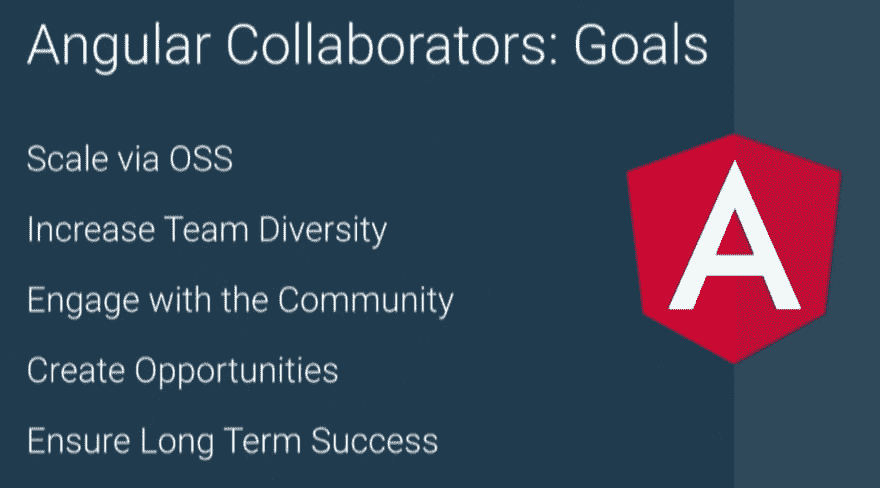 Angular Collaborators: Goals
Scale via OSS
Increase Team Diversity
Engage with the Community
Create Opportunities
Ensure Long Term Success
A